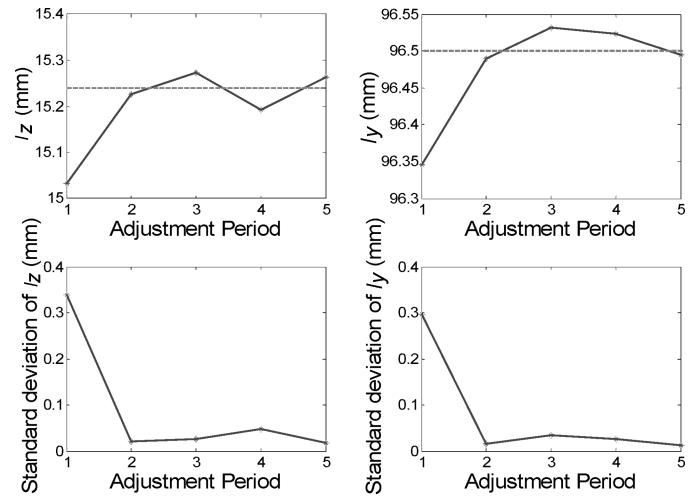 15.4
15.3
15.2
15.1
15
l_z (mm)
1 2 3 4 5
Adjustment Period
96.55
96.5
96.45
96.4
96.35
96.3
l_y (mm)
1 2 3 4 5
Adjustment Period
0.4
0.3
0.2
0.1
0
Standard deviation of l_z (mm)
1 2 3 4 5
Adjustment Period
0.4
0.3
0.2
0.1
0
Standard deviation of l_y (mm)
1 2 3 4 5
Adjustment Period